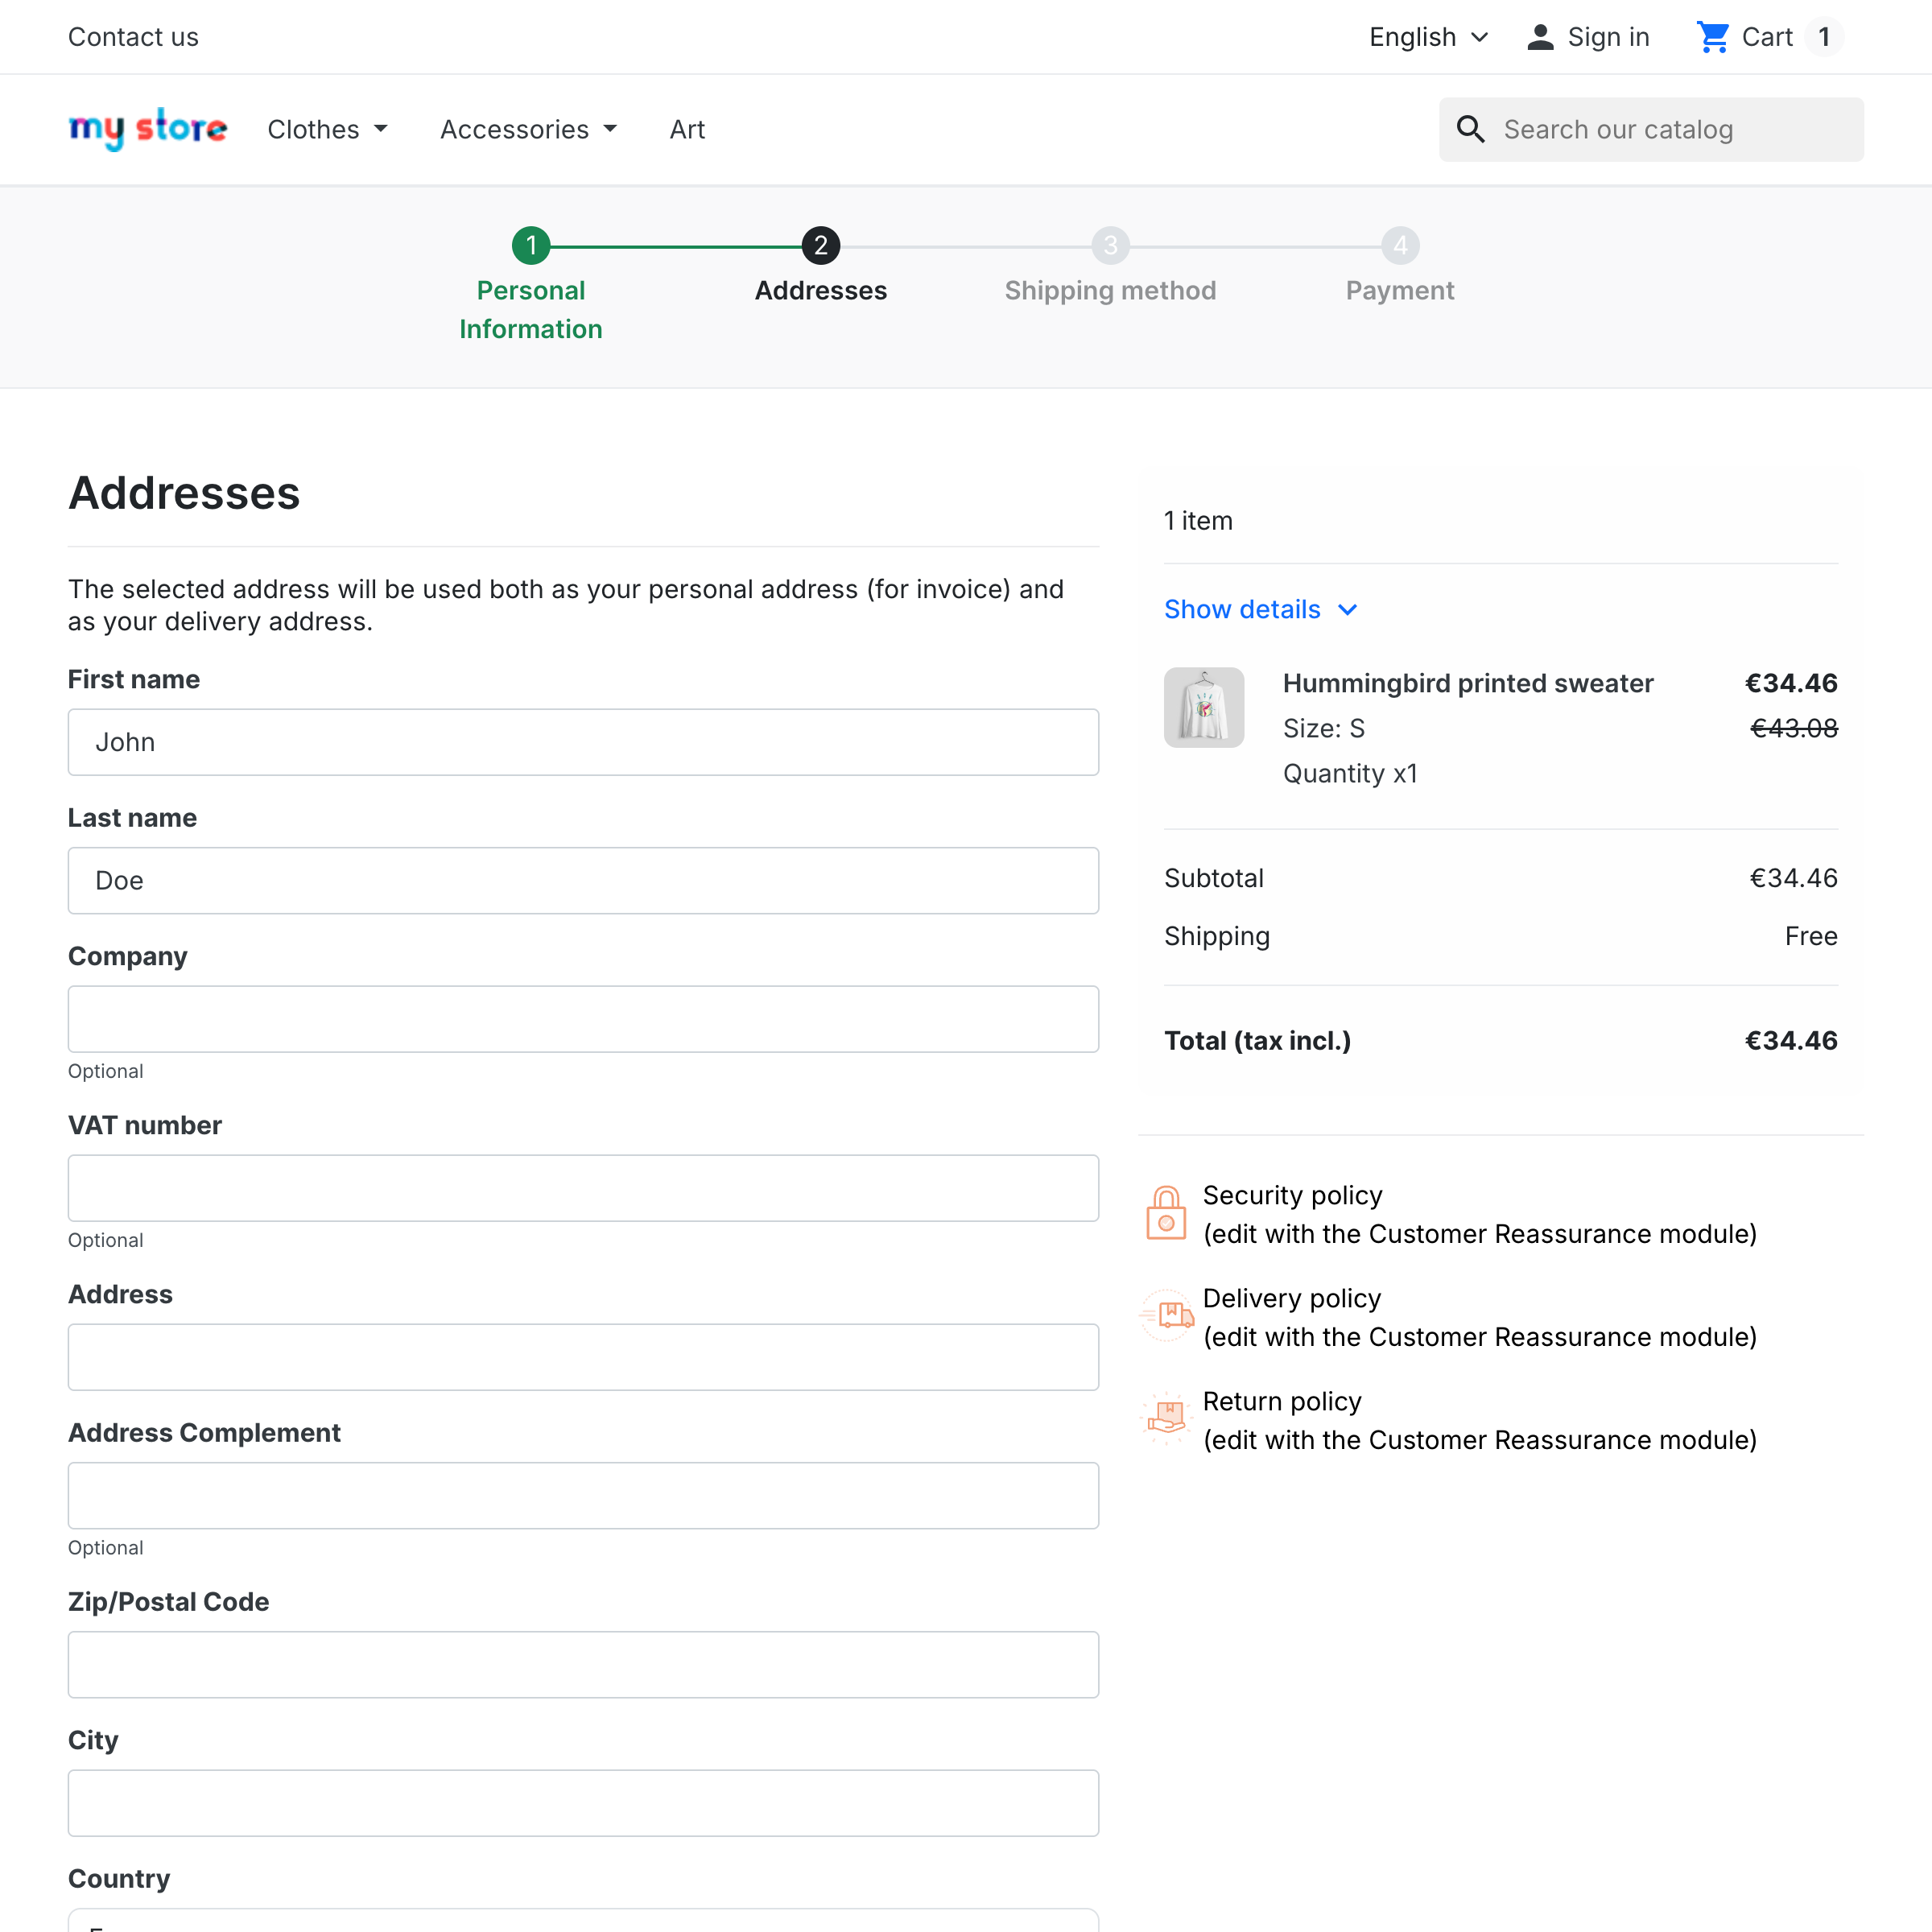 Contact us
English
Sign in
Cart 1
my store
Clothes
Accessories
Art
Search our catalog
1
2
3
4
Personal
Information
Addresses
Shipping method
Payment
Addresses
The selected address will be used both as your personal address (for invoice) and
as your delivery address.
First name
John
Last name
Doe
Company
Optional
VAT number
Optional
Address
Address Complement
Optional
Zip/Postal Code
City
Country
1 item
Show details
Hummingbird printed sweater €34.46
Size: S €43.08
Quantity x1
Subtotal €34.46
Shipping Free
Total (tax incl.) €34.46
Security policy
(edit with the Customer Reassurance module)
Delivery policy
(edit with the Customer Reassurance module)
Return policy
(edit with the Customer Reassurance module)